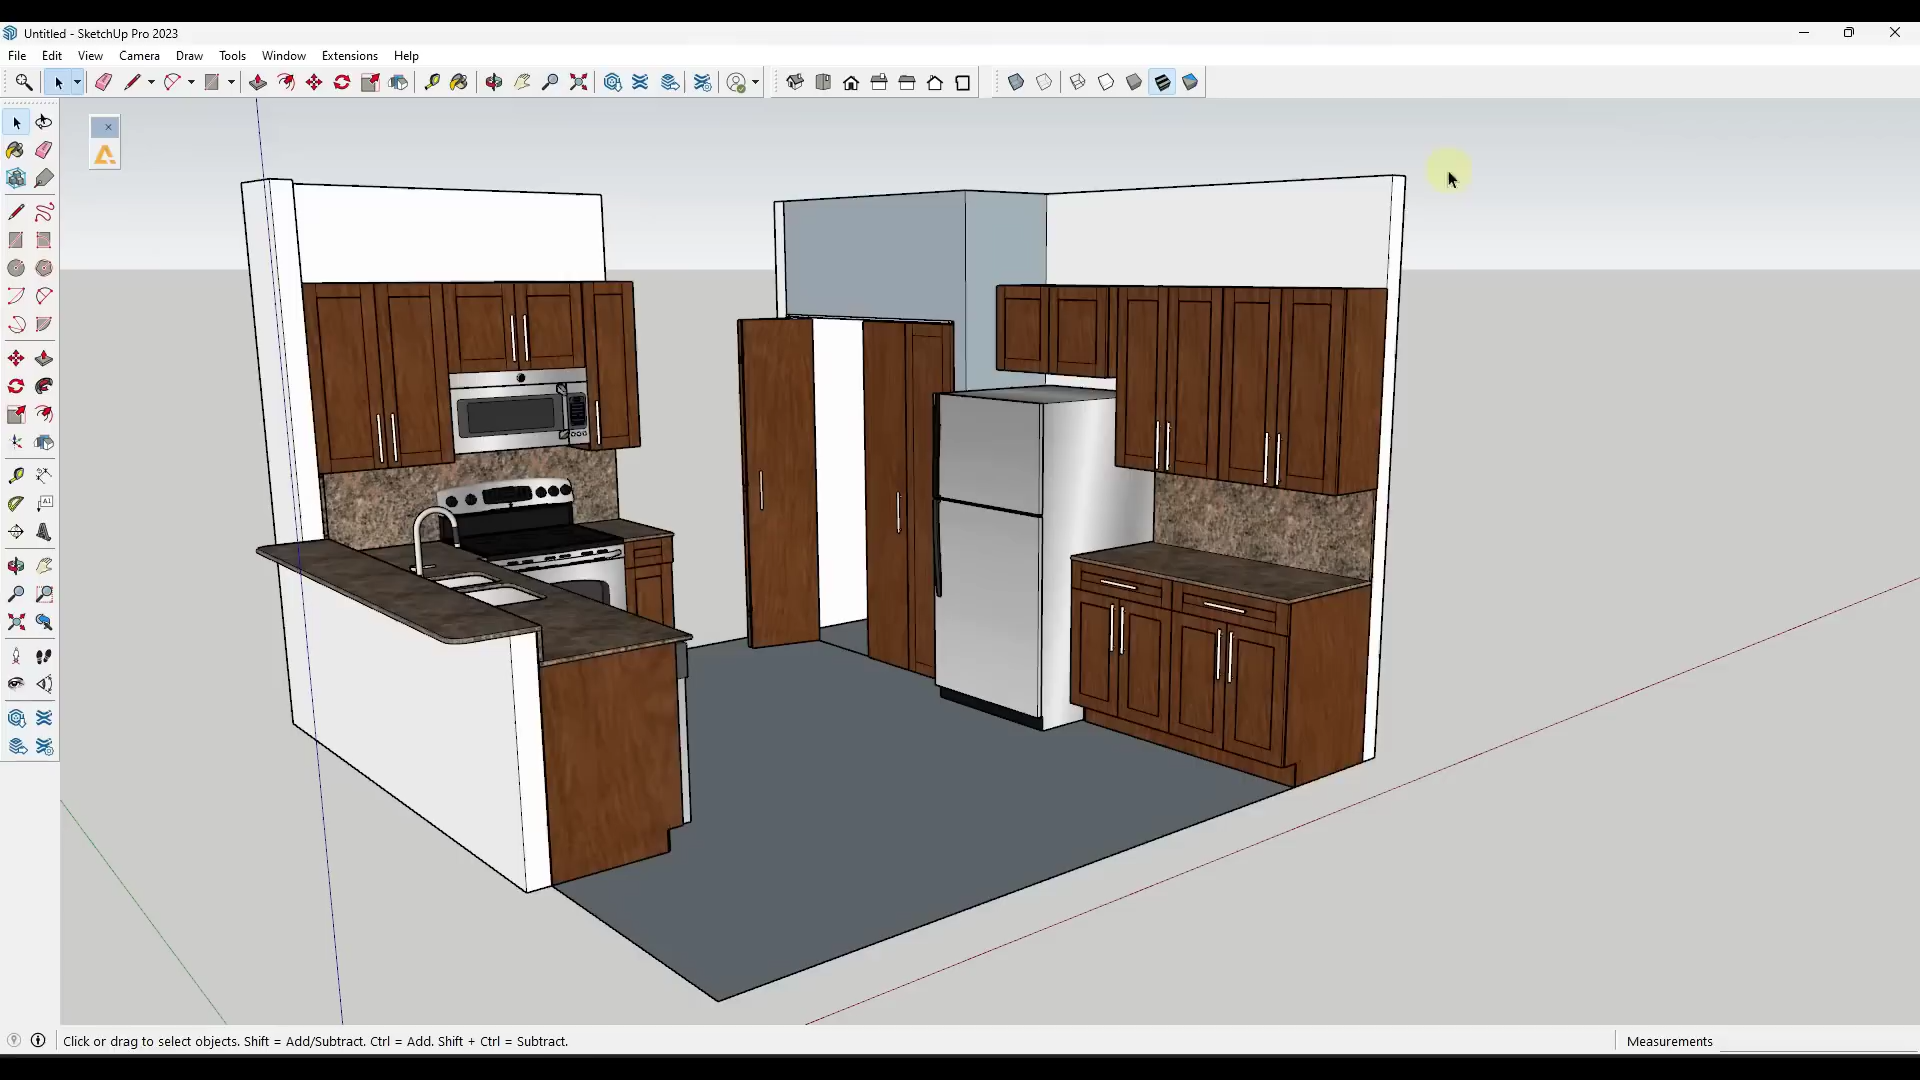 Untitled - SketchUp Pro 2023
File Edit View Camera Draw Tools Window Extensions Help
Click or drag to select objects. Shift = Add/Subtract. Ctrl = Add. Shift + Ctrl = Subtract.
Measurements